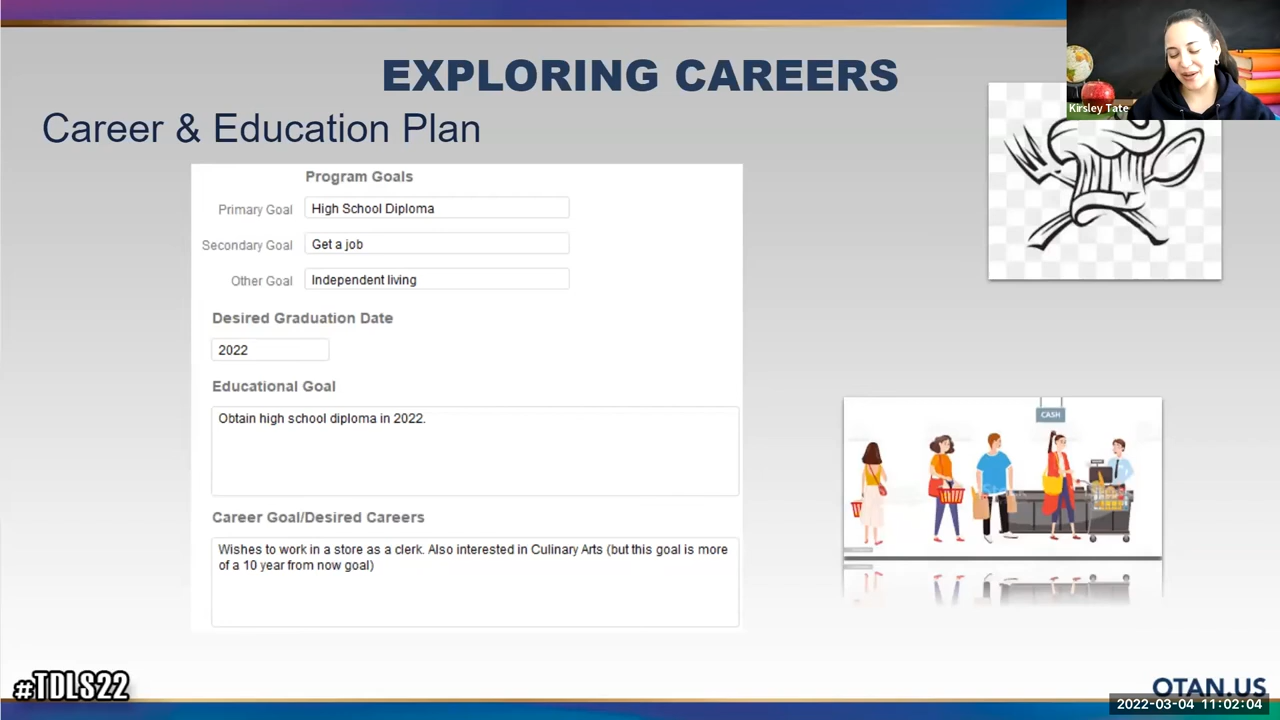 EXPLORING CAREERS
Kirsley Tate
Career & Education Plan
Program Goals
Primary Goal High School Diploma
Secondary Goal Get a job
Other Goal Independent living
Desired Graduation Date
2022
Educational Goal
Obtain high school diploma in 2022.
Career Goal/Desired Careers
Wishes to work in a store as a clerk. Also interested in Culinary Arts (but this goal is more
of a 10 year from now goal)
CASH
#TDLS22
OTAN.US
2022-03-04 11:02:04